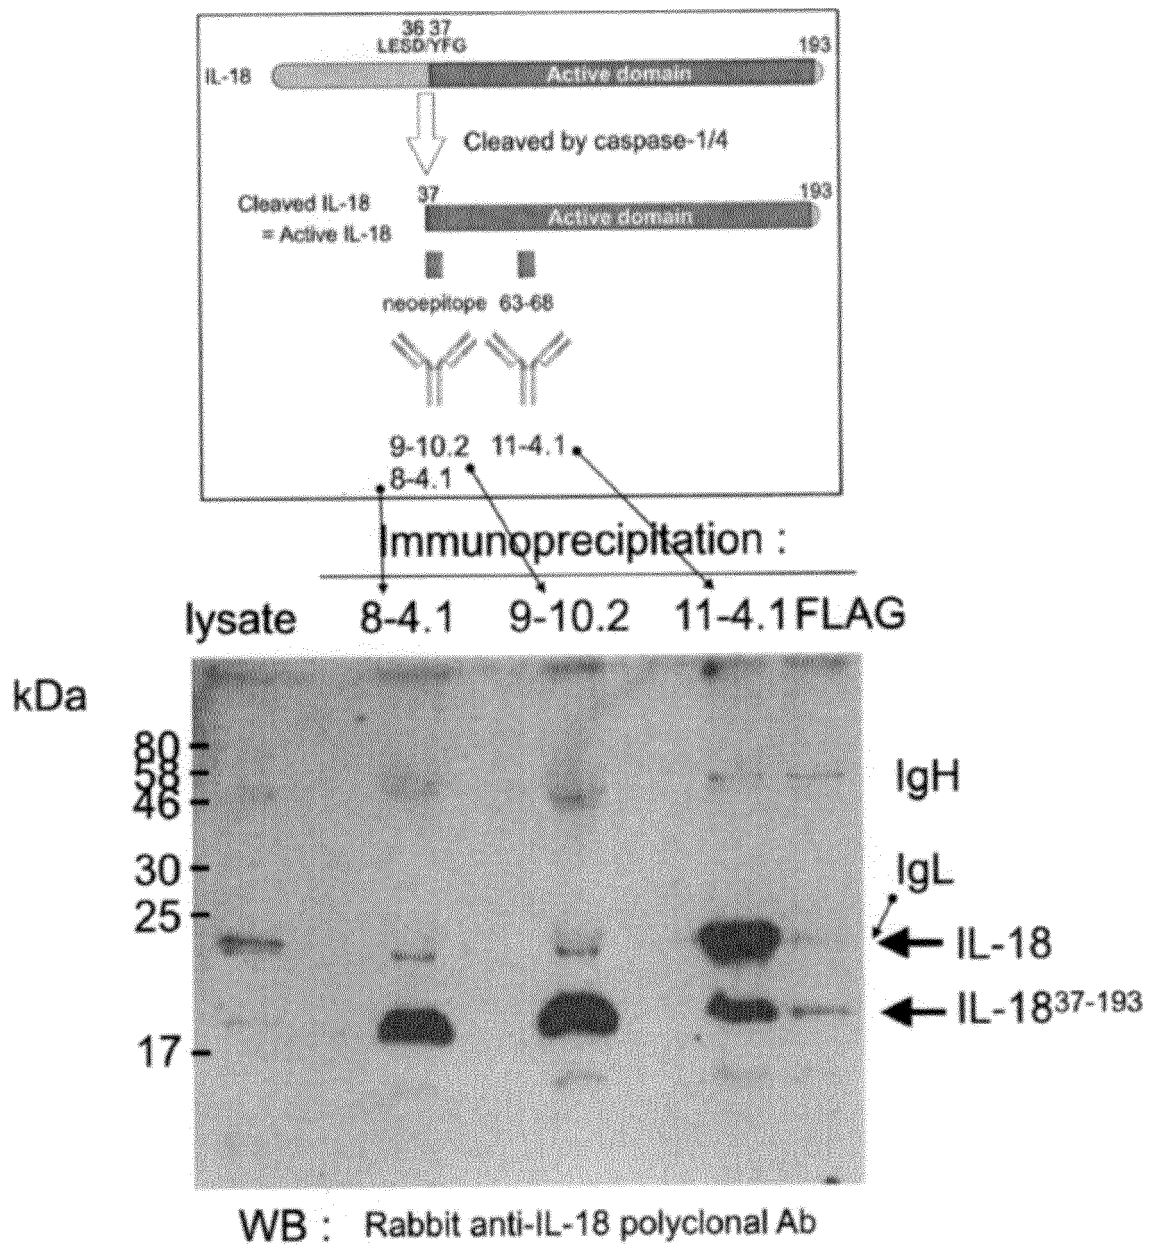 36 37
LESD/YFG
193
IL-18
Active domain
Cleaved by caspase-1/4
Cleaved IL-18
= Active IL-18
37
193
Active domain
neoepitope 63-68
9-10.2 11-4.1
8-4.1
Immunoprecipitation :
lysate 8-4.1 9-10.2 11-4.1 FLAG
kDa
80
58
46
30
25
17
IgH
IgL
IL-18
IL-18³⁷⁻¹⁹³
WB : Rabbit anti-IL-18 polyclonal Ab